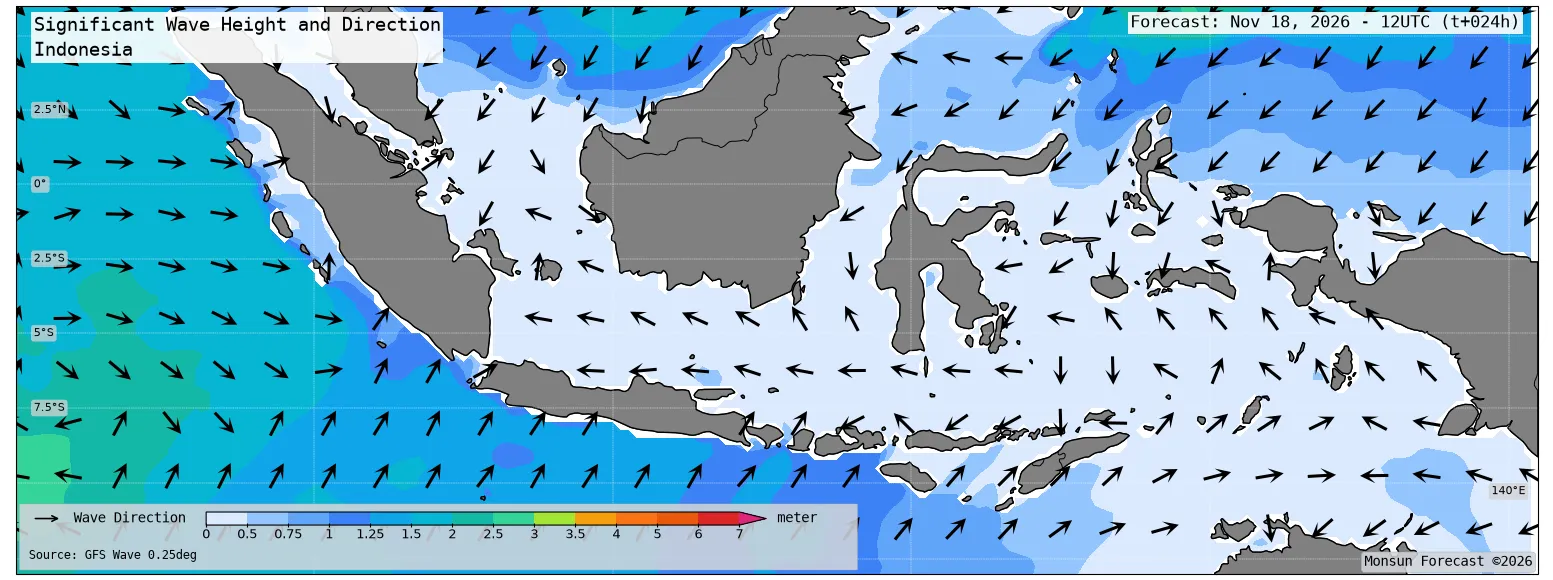 Significant Wave Height and Direction
Indonesia
Forecast: Nov 18, 2026 - 12UTC (t+024h)
2.5°N
0°
2.5°S
5°S
7.5°S
140°E
Wave Direction
0 0.5 0.75 1 1.25 1.5 2 2.5 3 3.5 4 5 6 7
meter
Source: GFS Wave 0.25deg
Monsun Forecast ©2026